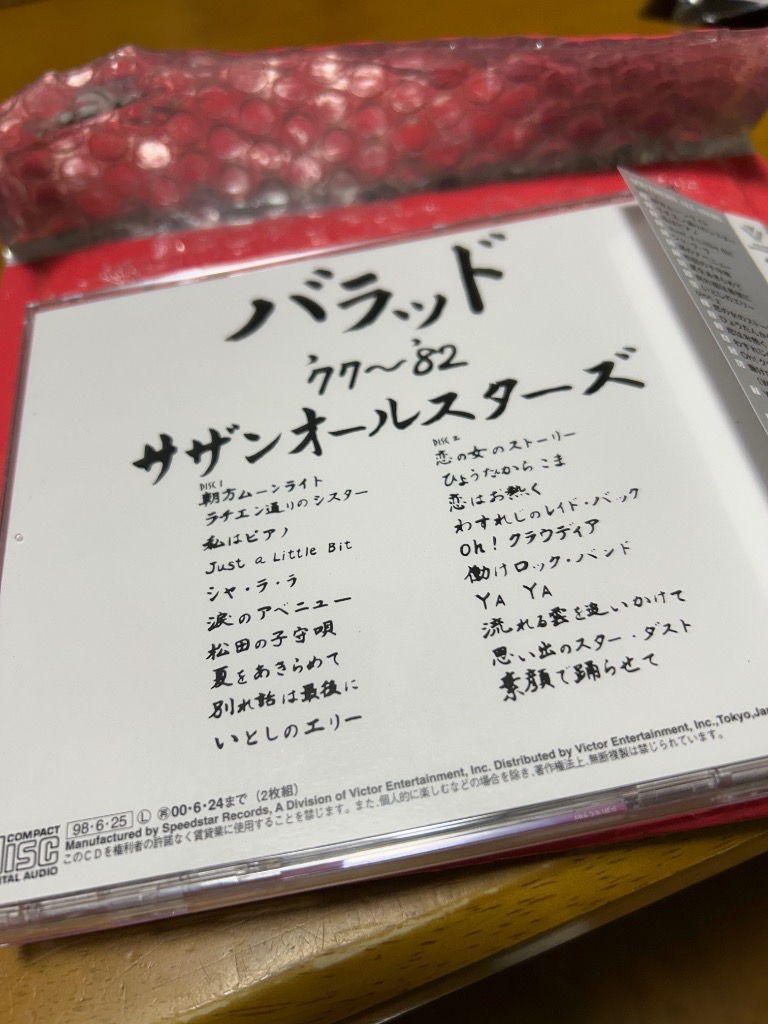 バラッド
'77～'82
サザンオールスターズ
DISC 1
朝方ムーンライト
ラチエン通りのシスター
私はピアノ
Just a Little Bit
シャ・ラ・ラ
涙のアベニュー
松田の子守唄
夏をあきらめて
別れ話は最後に
いとしのエリー
DISC 2
恋の女のストーリー
ひょうたんから こま
恋はお熱く
わすれじのレイド・バック
Oh! クラウディア
働けロック・バンド
YA YA
流れる雲を追いかけて
思い出のスター・ダスト
素顔で踊らせて
98・6・25 Ⓛ 00・6・24まで (2枚組)
Manufactured by Speedstar Records, A Division of Victor Entertainment, Inc. Distributed by Victor Entertainment, Inc., Tokyo,
このCDを権利者の許諾なく賃貸業に使用することを禁じます。また、個人的に楽しむなどの場合を除き、著作権法上、無断複製は禁じられています。
COMPACT
disc
DIGITAL AUDIO